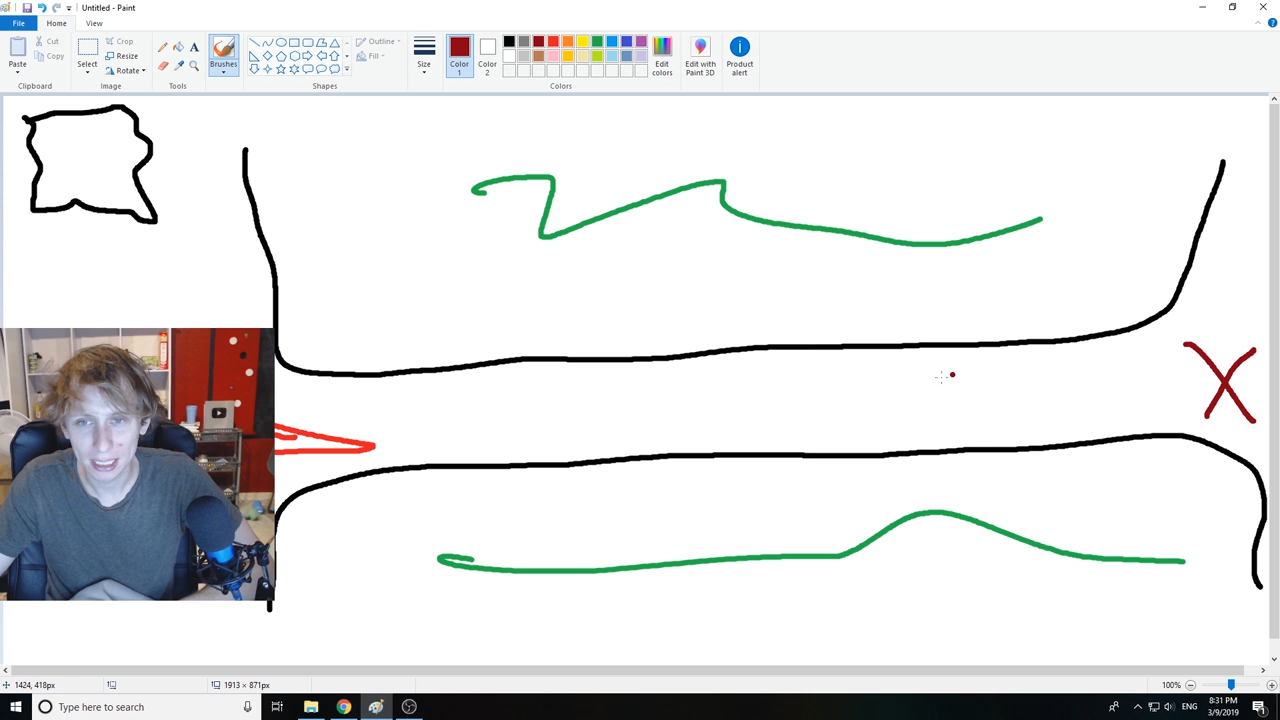 Untitled - Paint
File
Home
View
Paste
Cut
Copy
Clipboard
Select
Crop
Resize
Rotate
Image
Tools
Brushes
Outline
Fill
Shapes
Size
Color 1
Color 2
Edit colors
Colors
Edit with Paint 3D
Product alert
X
1424, 418px
1913 × 871px
100%
Type here to search
ENG
8:31 PM
3/9/2019